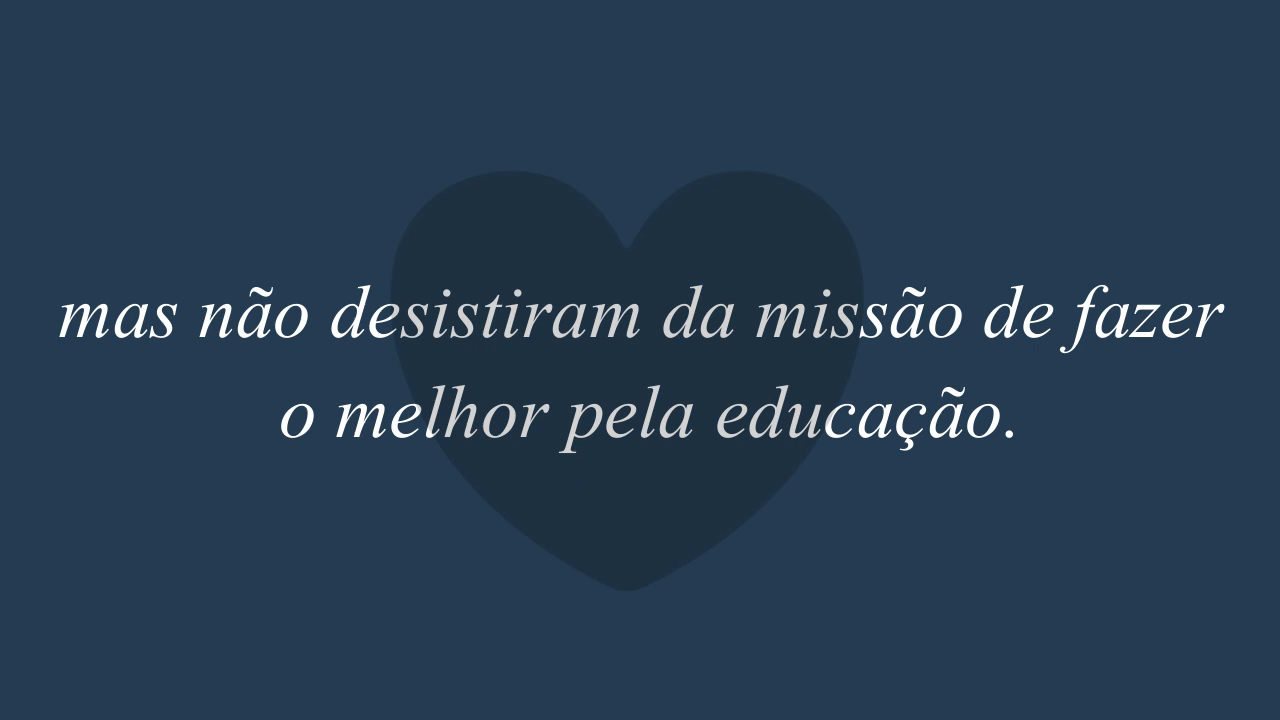 mas não desistiram da missão de fazer
o melhor pela educação.